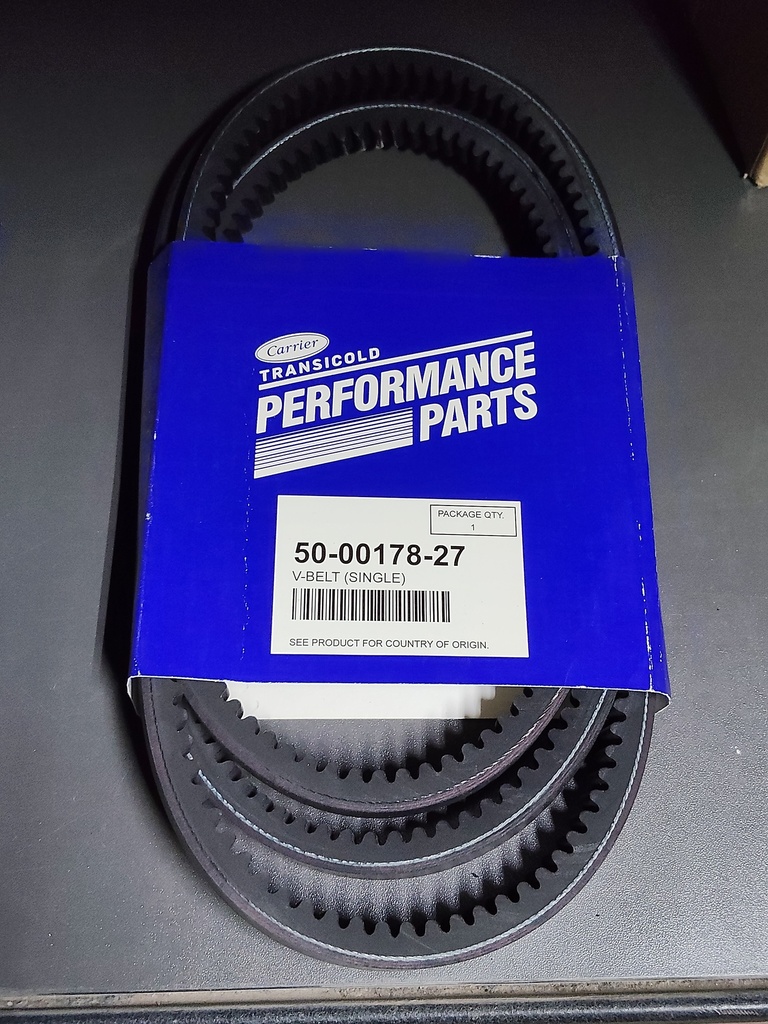 Carrier
TRANSICOLD
PERFORMANCE
PARTS
PACKAGE QTY.
1
50-00178-27
V-BELT (SINGLE)
SEE PRODUCT FOR COUNTRY OF ORIGIN.